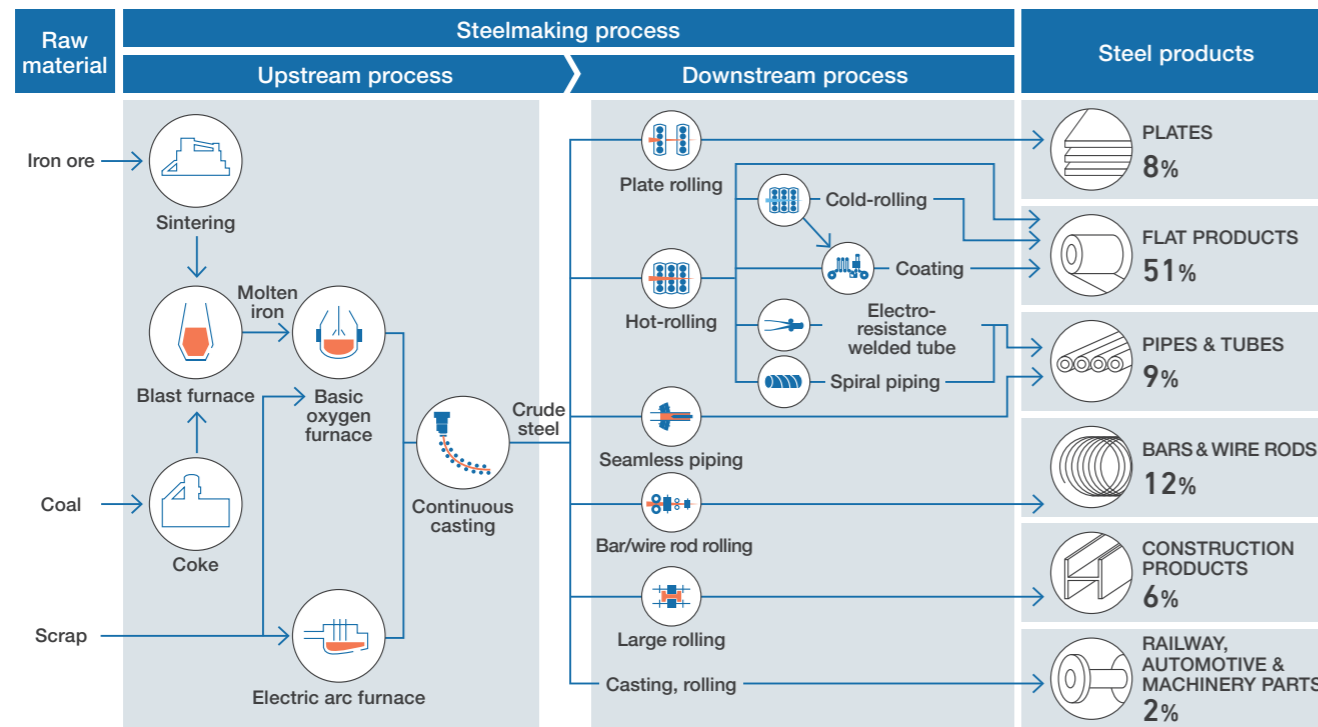 Raw
material
Steelmaking process
Upstream process
Downstream process
Steel products
Iron ore
Sintering
Molten
iron
Blast furnace
Basic
oxygen
furnace
Coal
Coke
Scrap
Electric arc furnace
Continuous
casting
Crude
steel
Plate rolling
Cold-rolling
Coating
Hot-rolling
Electro-
resistance
welded tube
Spiral piping
Seamless piping
Bar/wire rod rolling
Large rolling
Casting, rolling
PLATES
8%
FLAT PRODUCTS
51%
PIPES & TUBES
9%
BARS & WIRE RODS
12%
CONSTRUCTION
PRODUCTS
6%
RAILWAY,
AUTOMOTIVE &
MACHINERY PARTS
2%